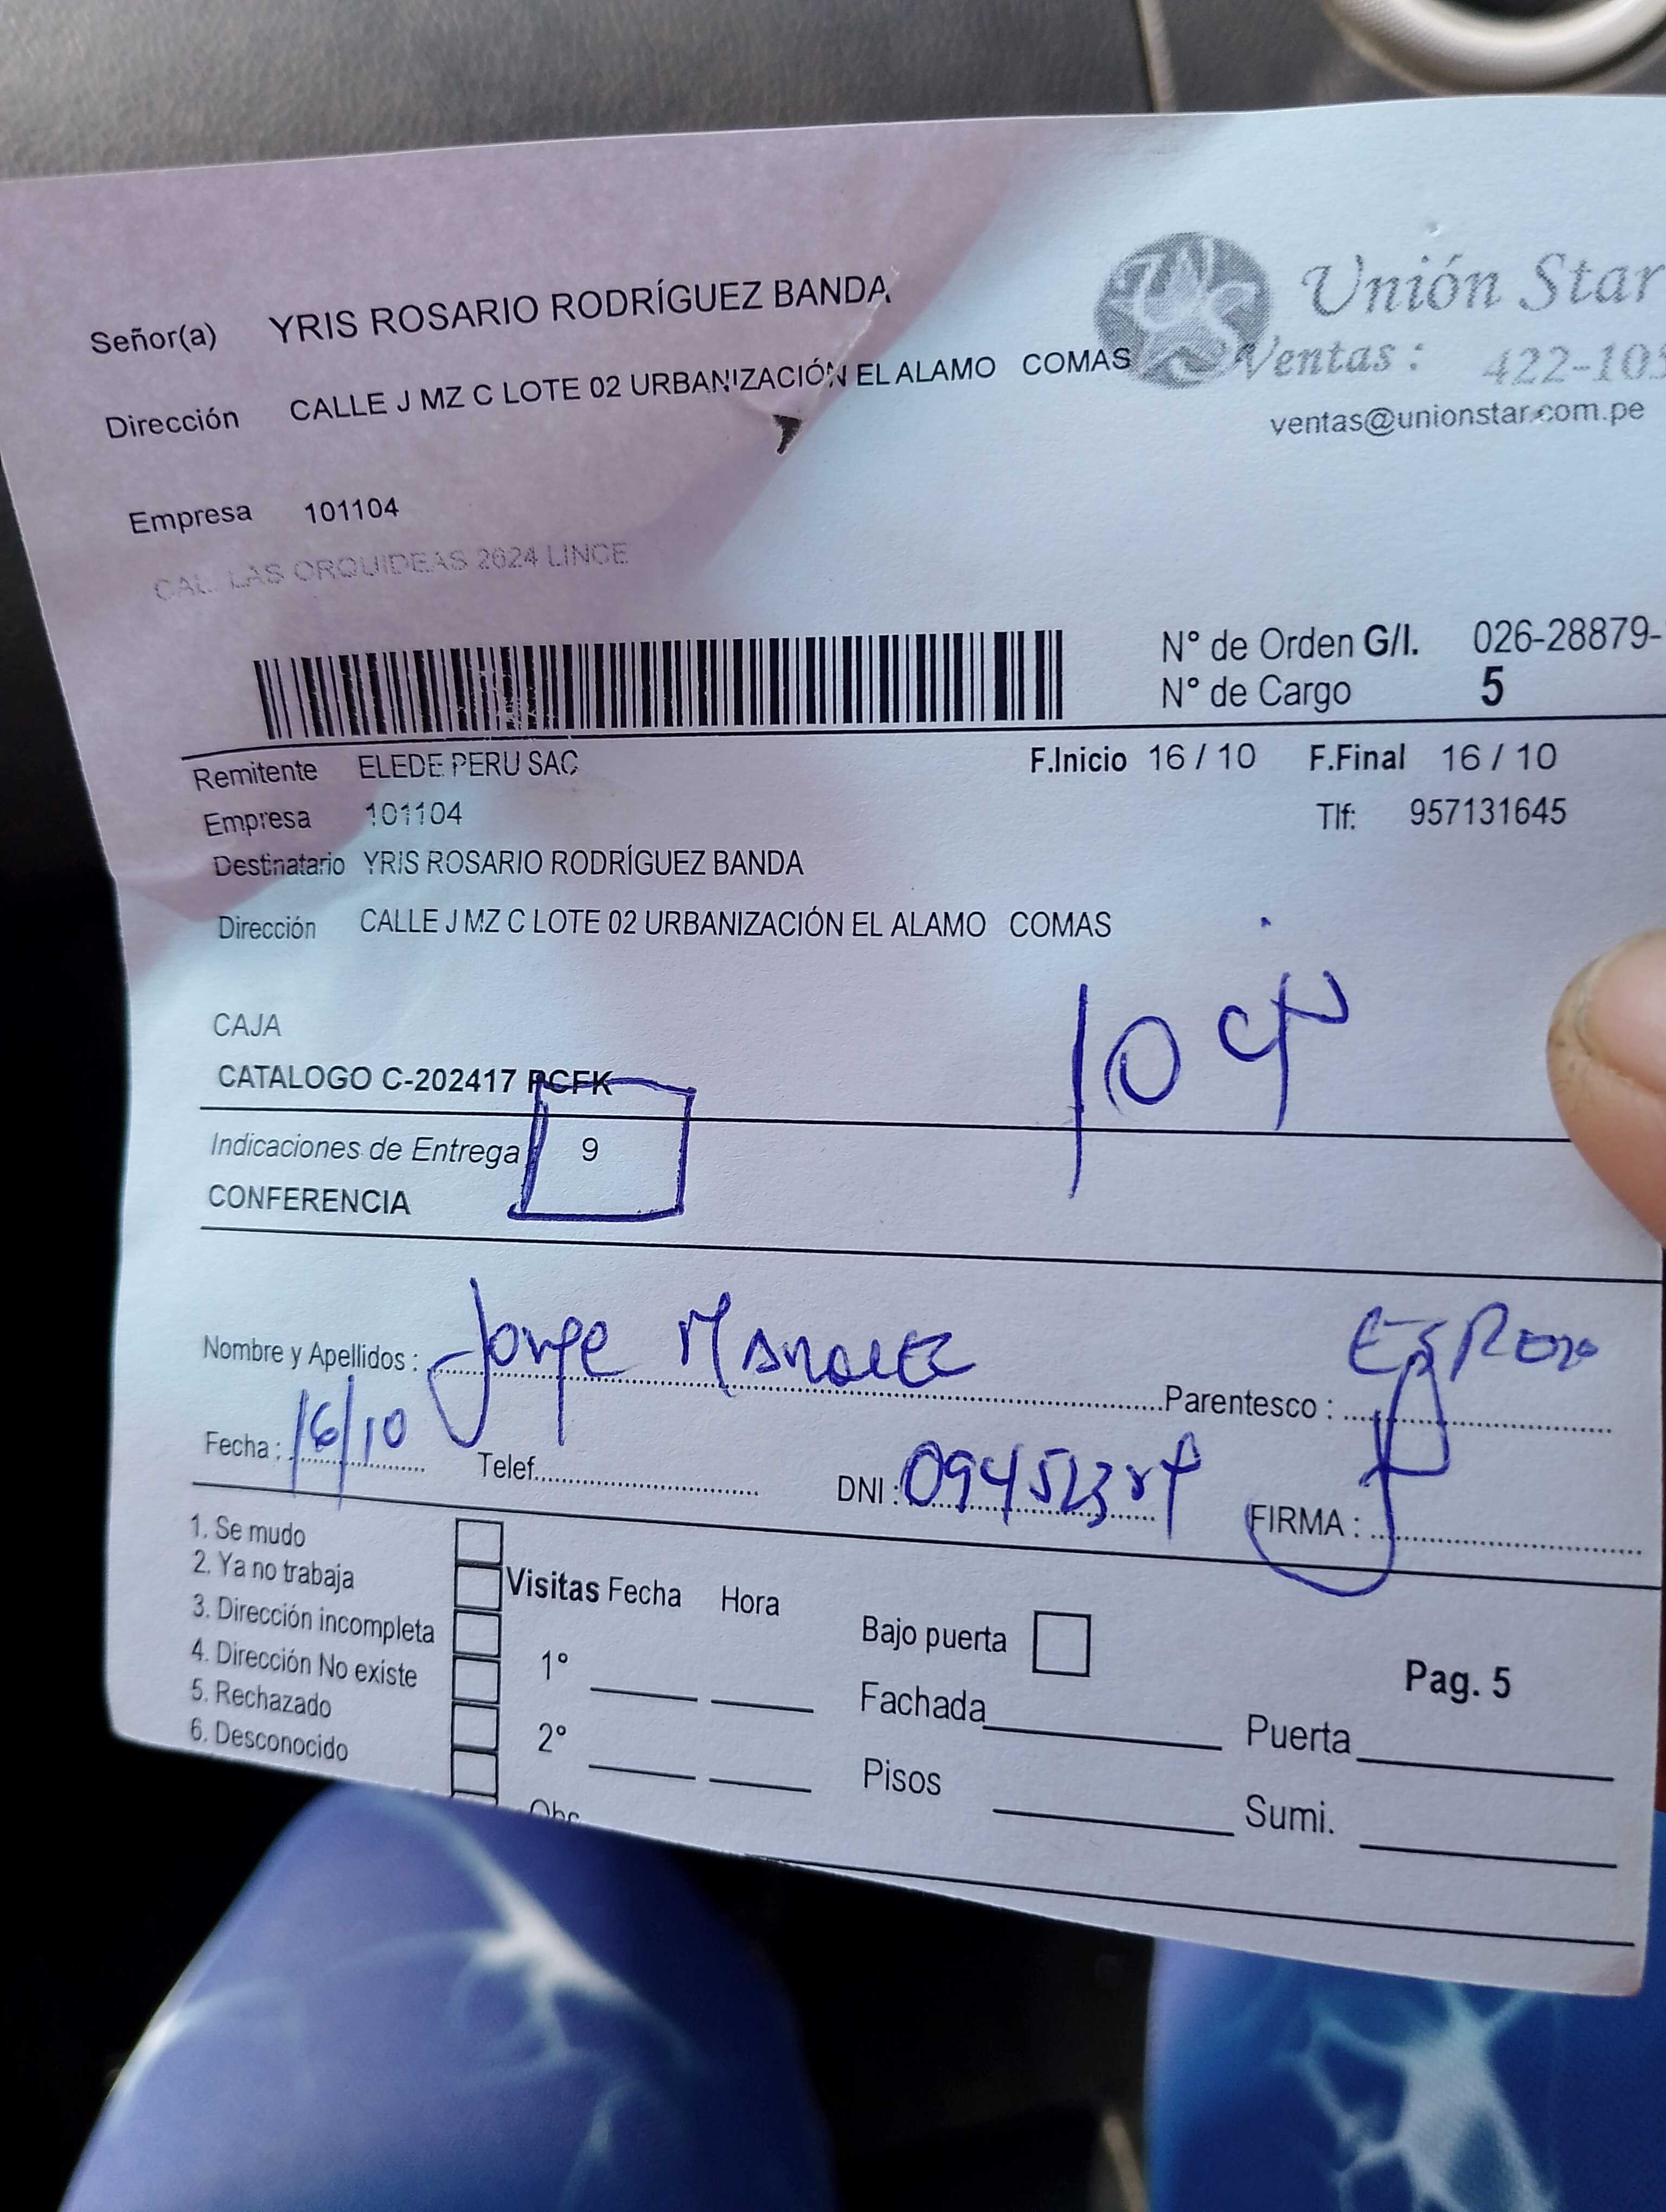 Señor(a) YRIS ROSARIO RODRÍGUEZ BANDA
Unión Star
Dirección CALLE J MZ C LOTE 02 URBANIZACIÓN EL ALAMO COMAS
Ventas : 422-103
ventas@unionstar.com.pe
Empresa 101104
CAL. LAS ORQUIDEAS 2624 LINCE
N° de Orden G/I. 026-28879-
N° de Cargo 5
Remitente ELEDE PERU SAC
F.Inicio 16 / 10 F.Final 16 / 10
Empresa 101104
Tlf: 957131645
Destinatario YRIS ROSARIO RODRÍGUEZ BANDA
Dirección CALLE J MZ C LOTE 02 URBANIZACIÓN EL ALAMO COMAS
CAJA
CATALOGO C-202417 PCFK
Indicaciones de Entrega 9
CONFERENCIA
Nombre y Apellidos : Jorge
Parentesco : Esposo
Fecha : 16/10 Telef. DNI : FIRMA :
1. Se mudo
2. Ya no trabaja
3. Dirección incompleta
4. Dirección No existe
5. Rechazado
6. Desconocido
Visitas Fecha Hora
1°
2°
Obs
Bajo puerta
Fachada
Pisos
Pag. 5
Puerta
Sumi.